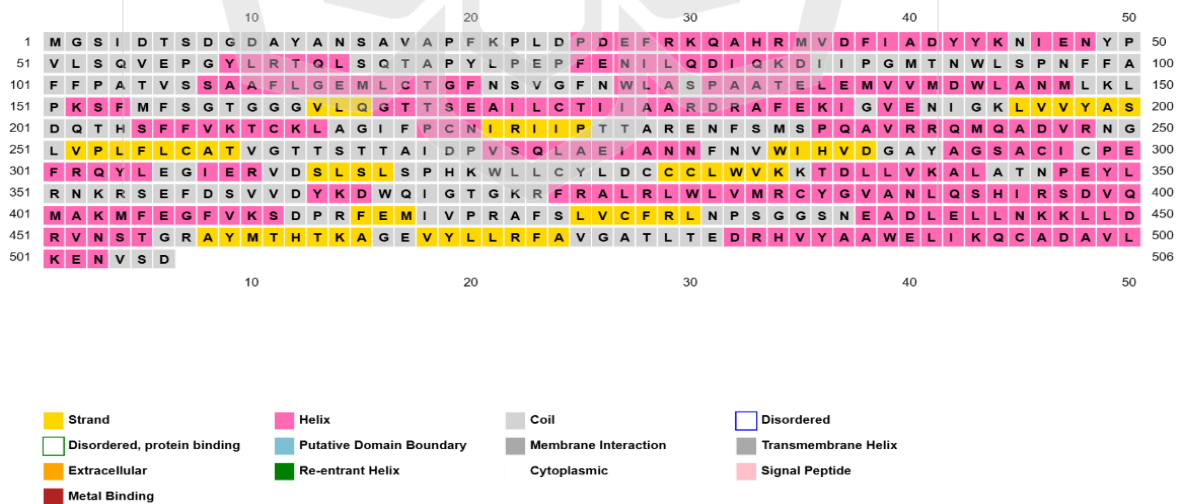 10 20 30 40 50
1 M G S I D T S D G D A Y A N S A V A P F K P L D P D E F R K Q A H R M V D F I A D Y Y K N I E N Y P 50
51 V L S Q V E P G Y L R T Q L S Q T A P Y L P E P F E N I L Q D I Q K D I I P G M T N W L S P N F F A 100
101 F F P A T V S S A A F L G E M L C T G F N S V G F N W L A S P A A T E L E M V V M D W L A N M L K L 150
151 P K S F M F S G T G G G V L Q G T T S E A I L C T I I A A R D R A F E K I G V E N I G K L V V Y A S 200
201 D Q T H S F F V K T C K L A G I F P C N I R I I P T T A R E N F S M S P Q A V R R Q M Q A D V R N G 250
251 L V P L F L C A T V G T T S T T A I D P V S Q L A E I A N N F N V W I H V D G A Y A G S A C I C P E 300
301 F R Q Y L E G I E R V D S L S L S P H K W L L C Y L D C C C L W V K K T D L L V K A L A T N P E Y L 350
351 R N K R S E F D S V V D Y K D W Q I G T G K R F R A L R L W L V M R C Y G V A N L Q S H I R S D V Q 400
401 M A K M F E G F V K S D P R F E M I V P R A F S L V C F R L N P S G G S N E A D L E L L N K K L L D 450
451 R V N S T G R A Y M T H T K A G E V Y L L R F A V G A T L T E D R H V Y A A W E L I K Q C A D A V L 500
501 K E N V S D 506
10 20 30 40 50
Strand Helix Coil Disordered
Disordered, protein binding Putative Domain Boundary Membrane Interaction Transmembrane Helix
Extracellular Re-entrant Helix Cytoplasmic Signal Peptide
Metal Binding